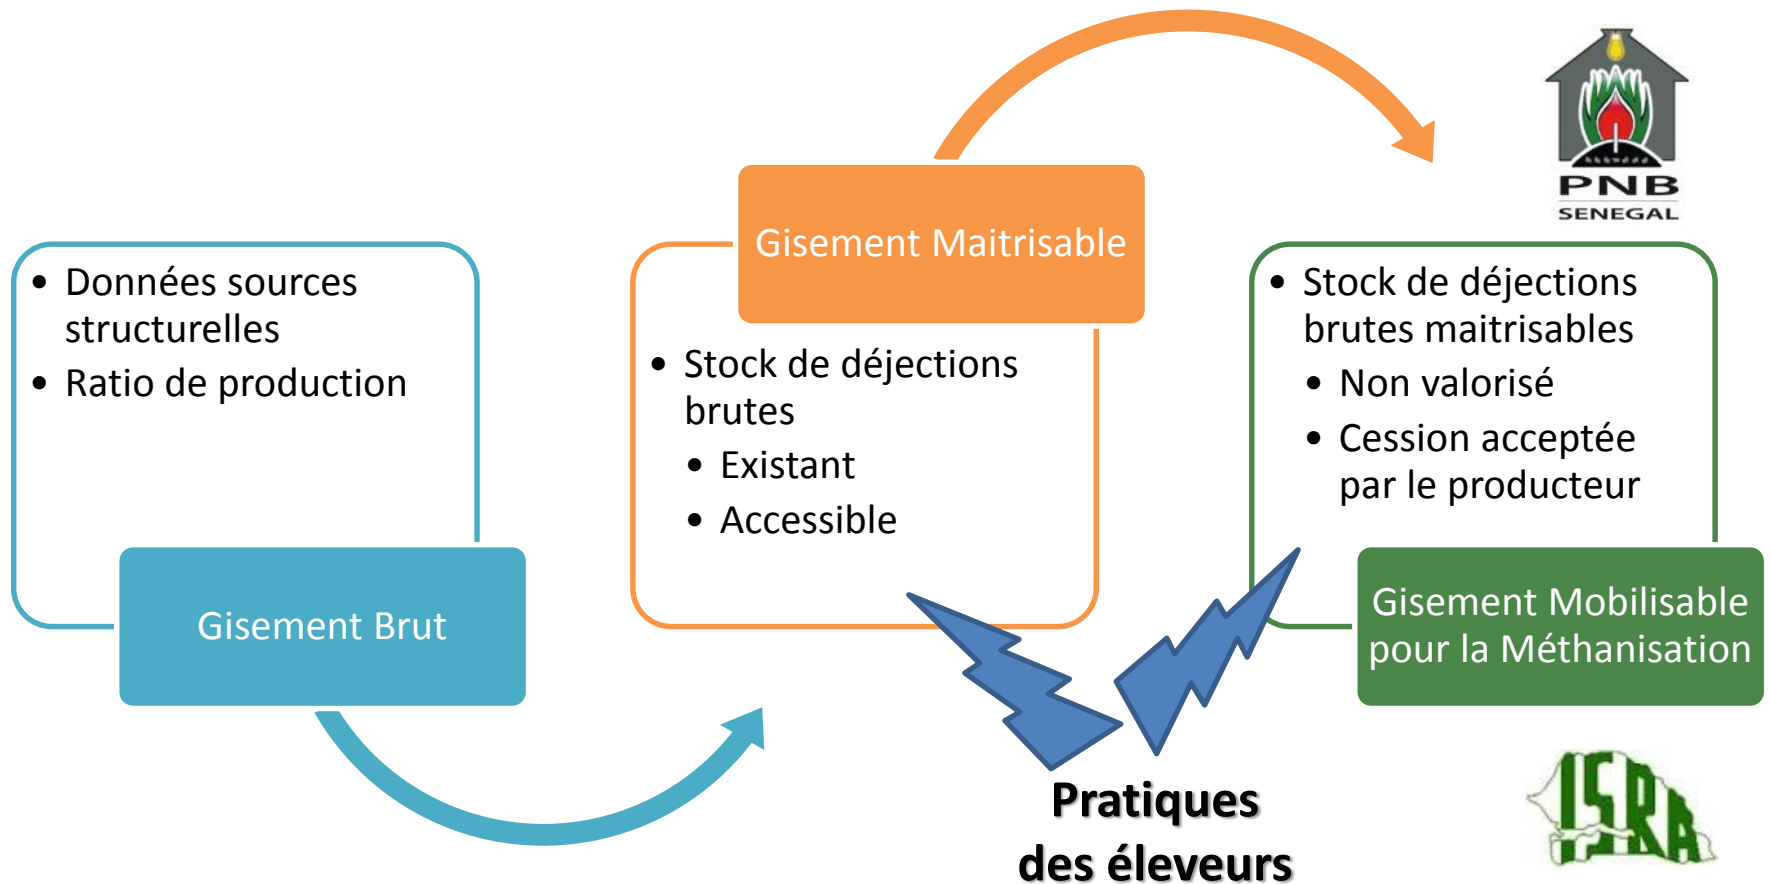 • Données sources
structurelles
• Ratio de production
Gisement Brut
Gisement Maitrisable
• Stock de déjections
brutes
• Existant
• Accessible
PNB
SENEGAL
• Stock de déjections
brutes maitrisables
• Non valorisé
• Cession acceptée
par le producteur
Gisement Mobilisable
pour la Méthanisation
Pratiques
des éleveurs
ISRA